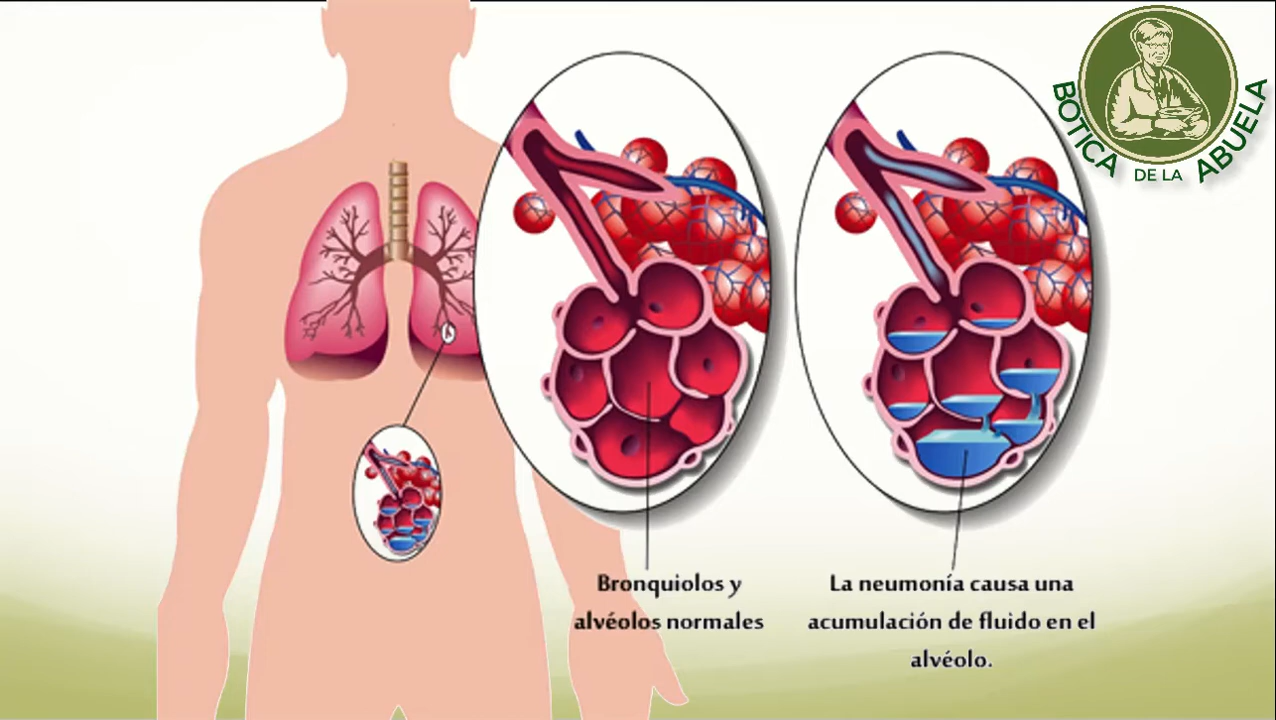 BOTICA
DE LA
ABUELA
Bronquiolos y
alvéolos normales
La neumonía causa una
acumulación de fluido en el
alvéolo.